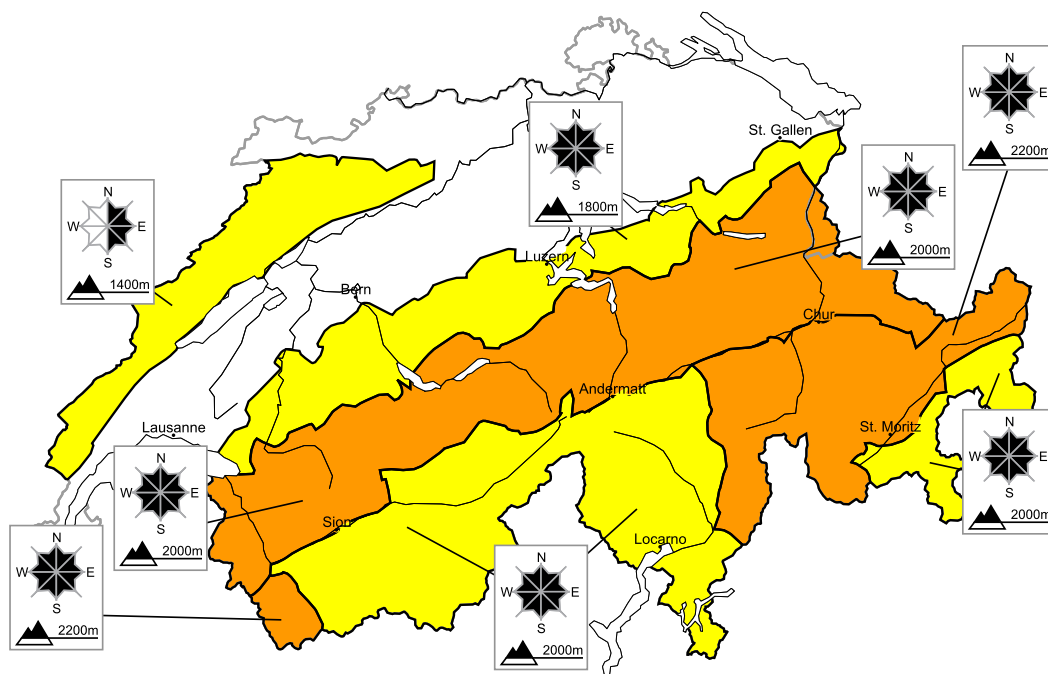 N
W E
S
2200m
N
W E
S
1800m
St. Gallen
N
W E
S
2000m
N
W E
S
1400m
Luzern
Bern
Chur
Andermatt
St. Moritz
N
W E
S
2000m
Lausanne
N
W E
S
2000m
Sion
Locarno
N
W E
S
2200m
N
W E
S
2000m